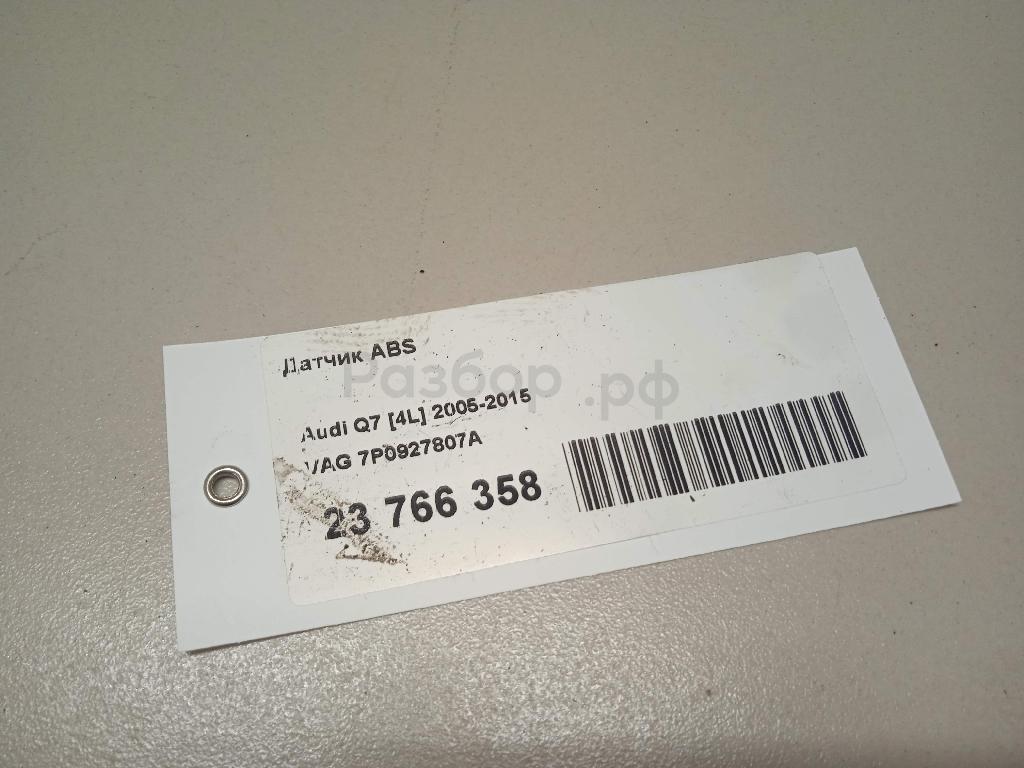 Датчик ABS
Разбор.рф
Audi Q7 [4L] 2005-2015
VAG 7P0927807A
23 766 358